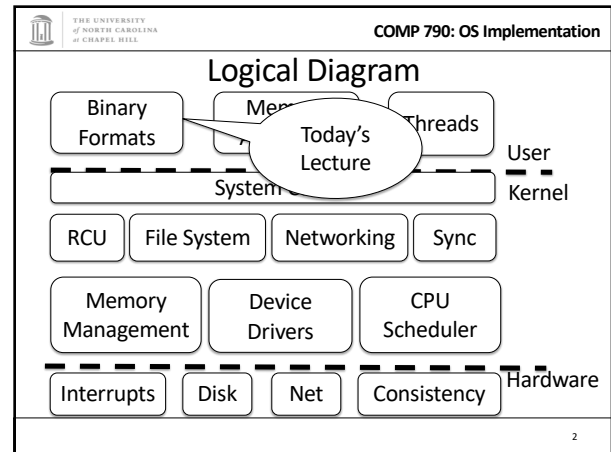 THE UNIVERSITY
of NORTH CAROLINA
at CHAPEL HILL
COMP 790: OS Implementation
Logical Diagram
Binary
Formats
Today's
Lecture
Threads
User
System
Kernel
RCU
File System
Networking
Sync
Memory
Management
Device
Drivers
CPU
Scheduler
Hardware
Interrupts
Disk
Net
Consistency
2